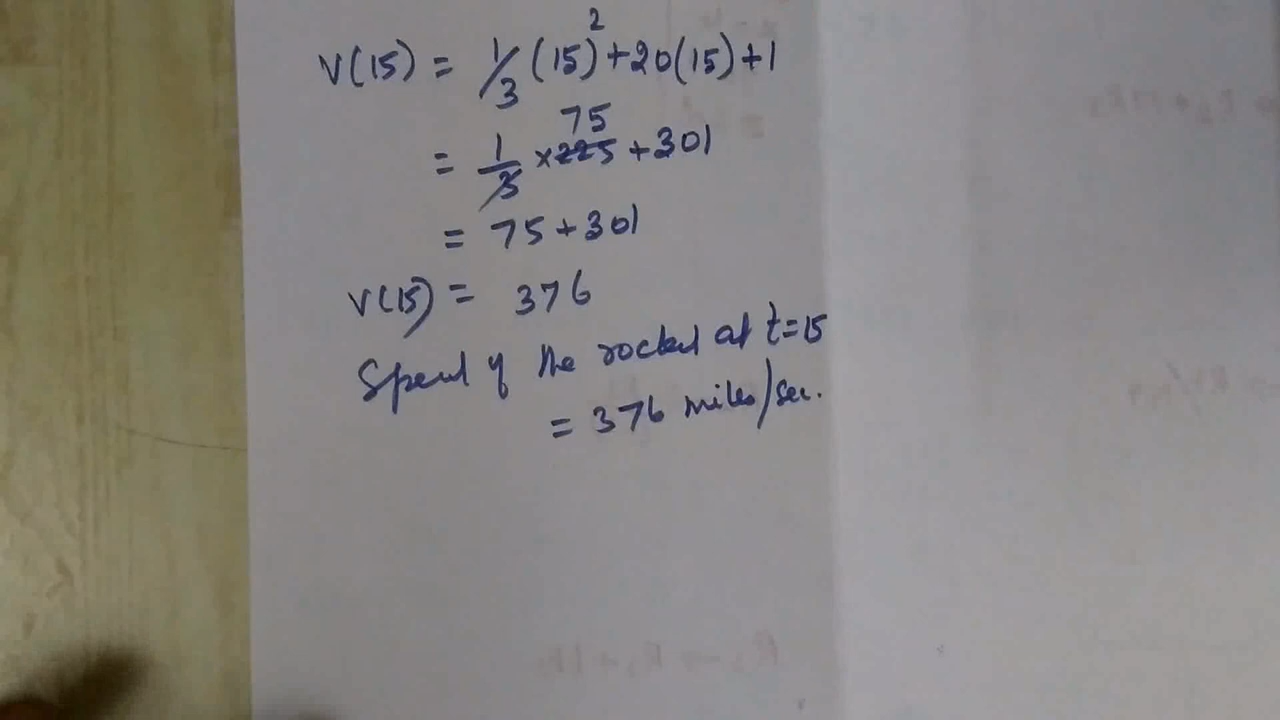 V(15) = 1/3 (15)² + 20(15) + 1
= 1/3 × 225 75 + 301
= 75 + 301
V(15) = 376
Speed of the rocket at t = 15
= 376 miles/sec.